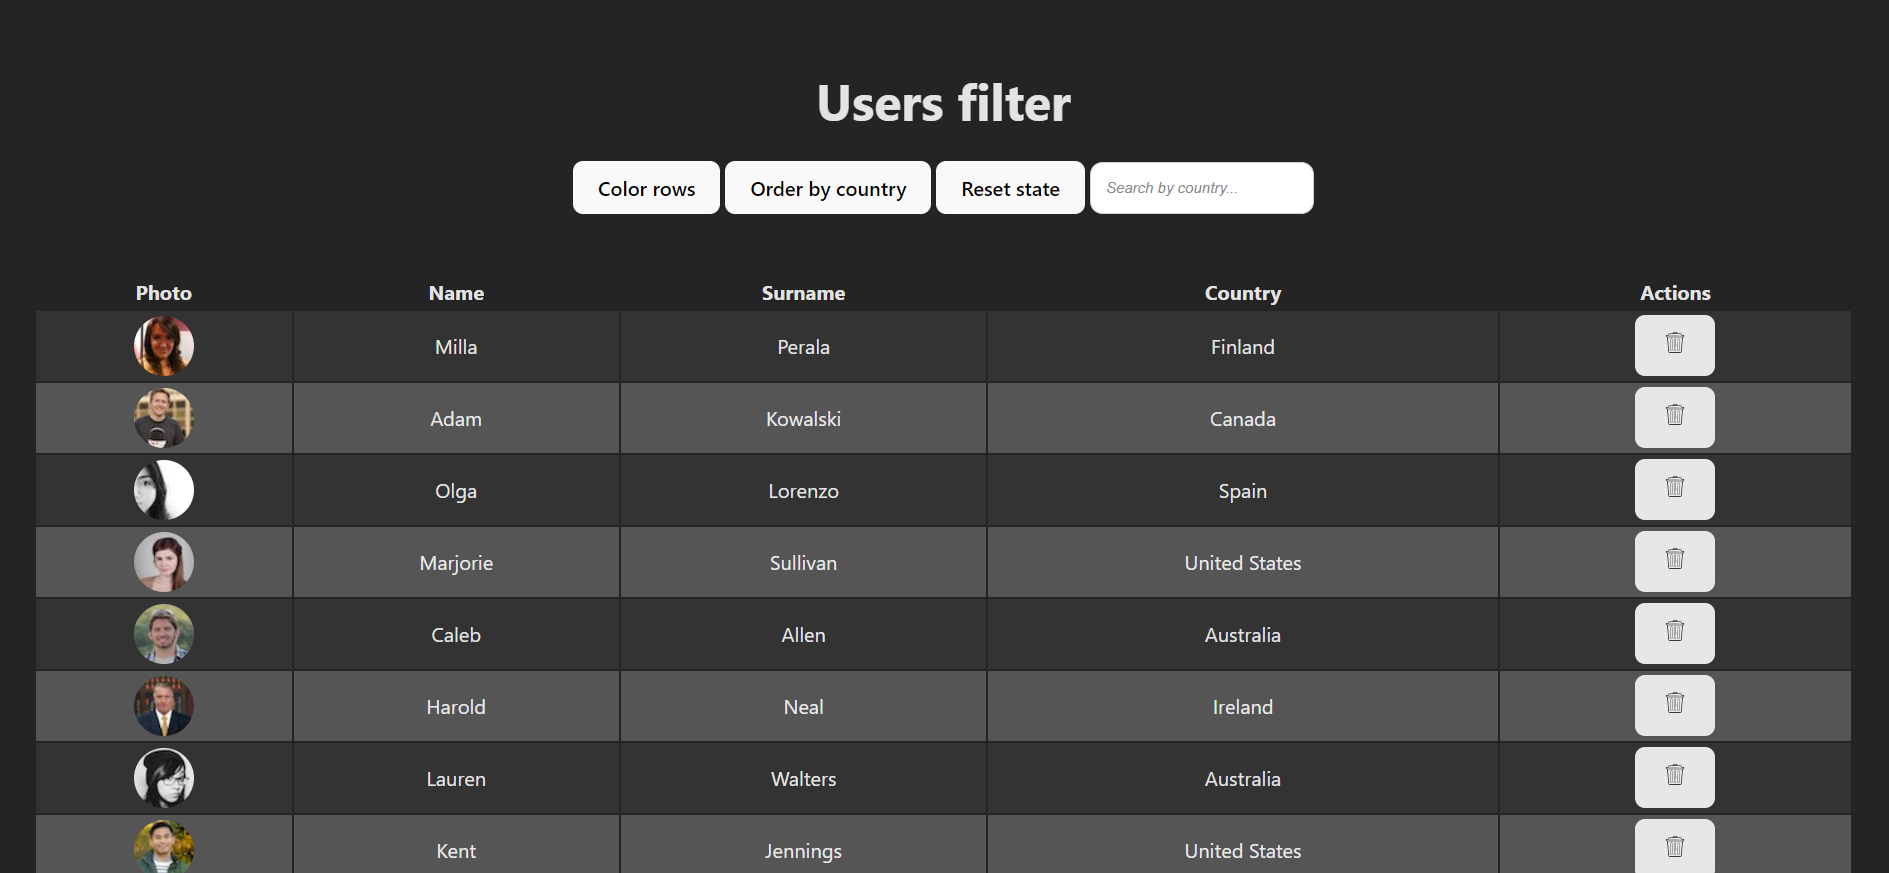 Users filter
Color rows Order by country Reset state Search by country...
Photo Name Surname Country Actions
Milla Perala Finland
Adam Kowalski Canada
Olga Lorenzo Spain
Marjorie Sullivan United States
Caleb Allen Australia
Harold Neal Ireland
Lauren Walters Australia
Kent Jennings United States